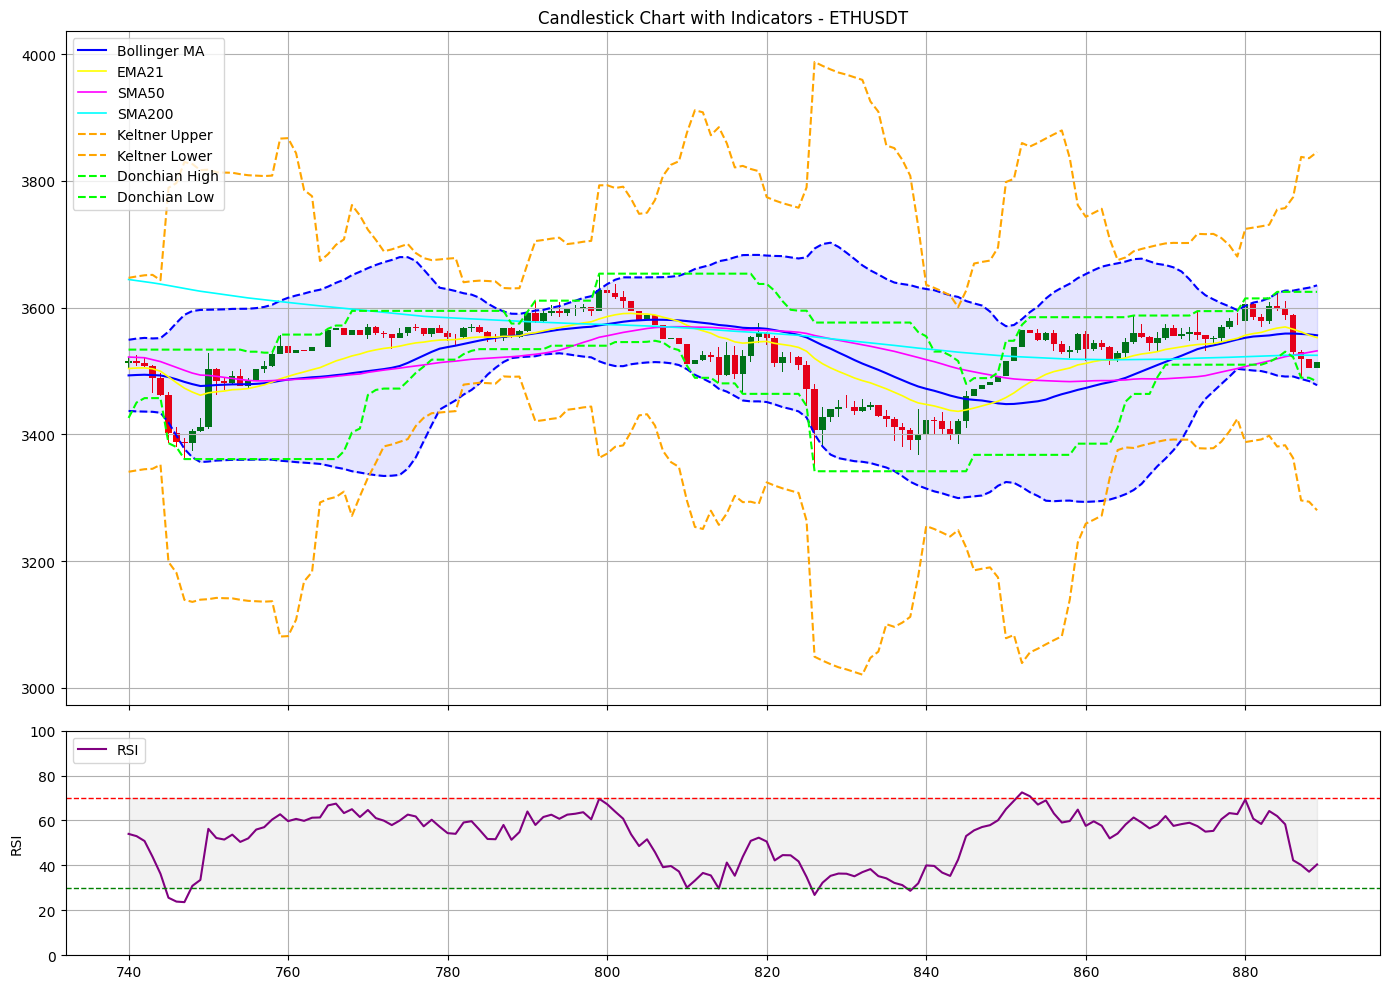 Candlestick Chart with Indicators - ETHUSDT
Bollinger MA
EMA21
SMA50
SMA200
Keltner Upper
Keltner Lower
Donchian High
Donchian Low
4000
3800
3600
3400
3200
3000
RSI
100
80
60
40
20
0
RSI
740
760
780
800
820
840
860
880